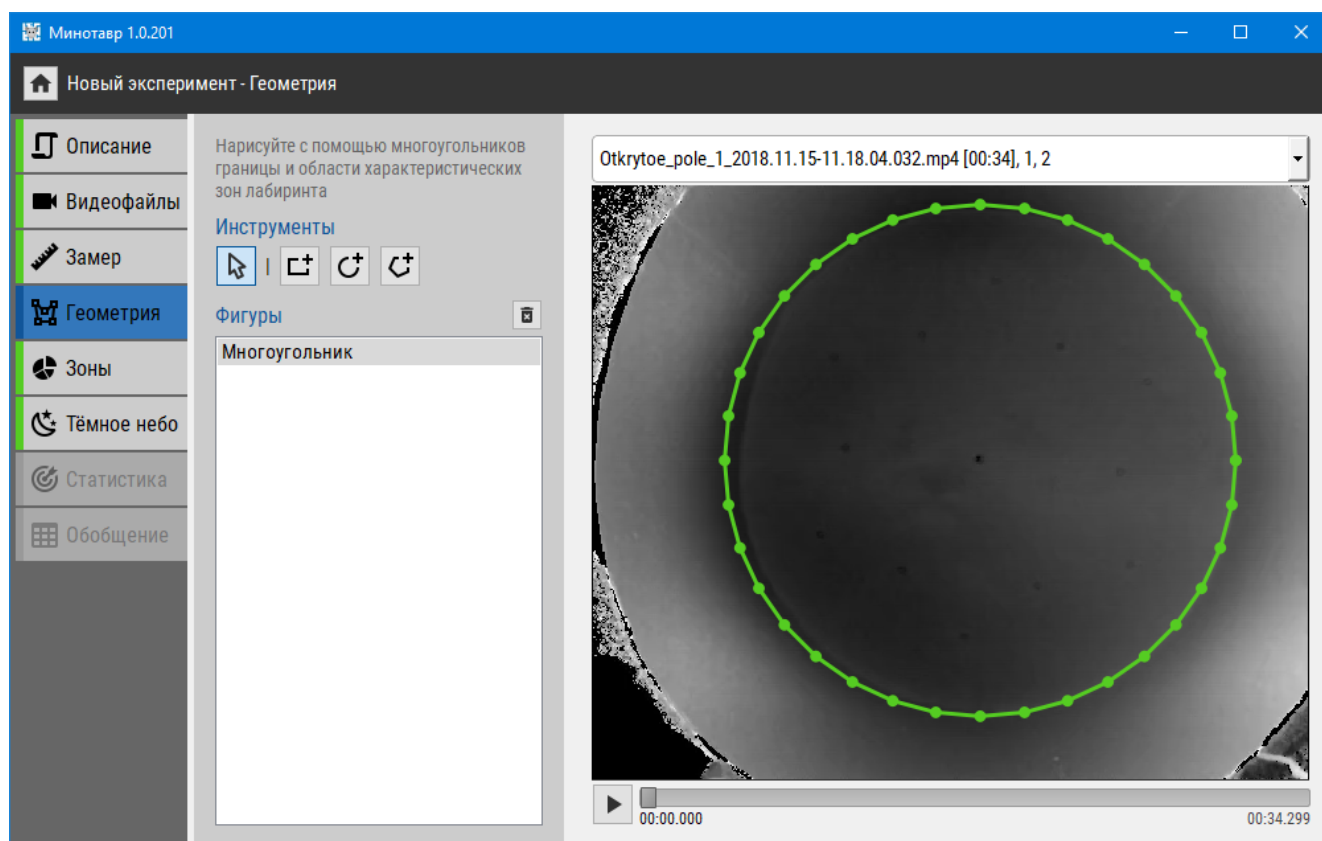 Минотавр 1.0.201
Новый эксперимент - Геометрия
Описание
Видеофайлы
Замер
Геометрия
Зоны
Тёмное небо
Статистика
Обобщение
Нарисуйте с помощью многоугольников
границы и области характеристических
зон лабиринта
Инструменты
Фигуры
Многоугольник
Otkrytoe_pole_1_2018.11.15-11.18.04.032.mp4 [00:34], 1, 2
00:00.000
00:34.299